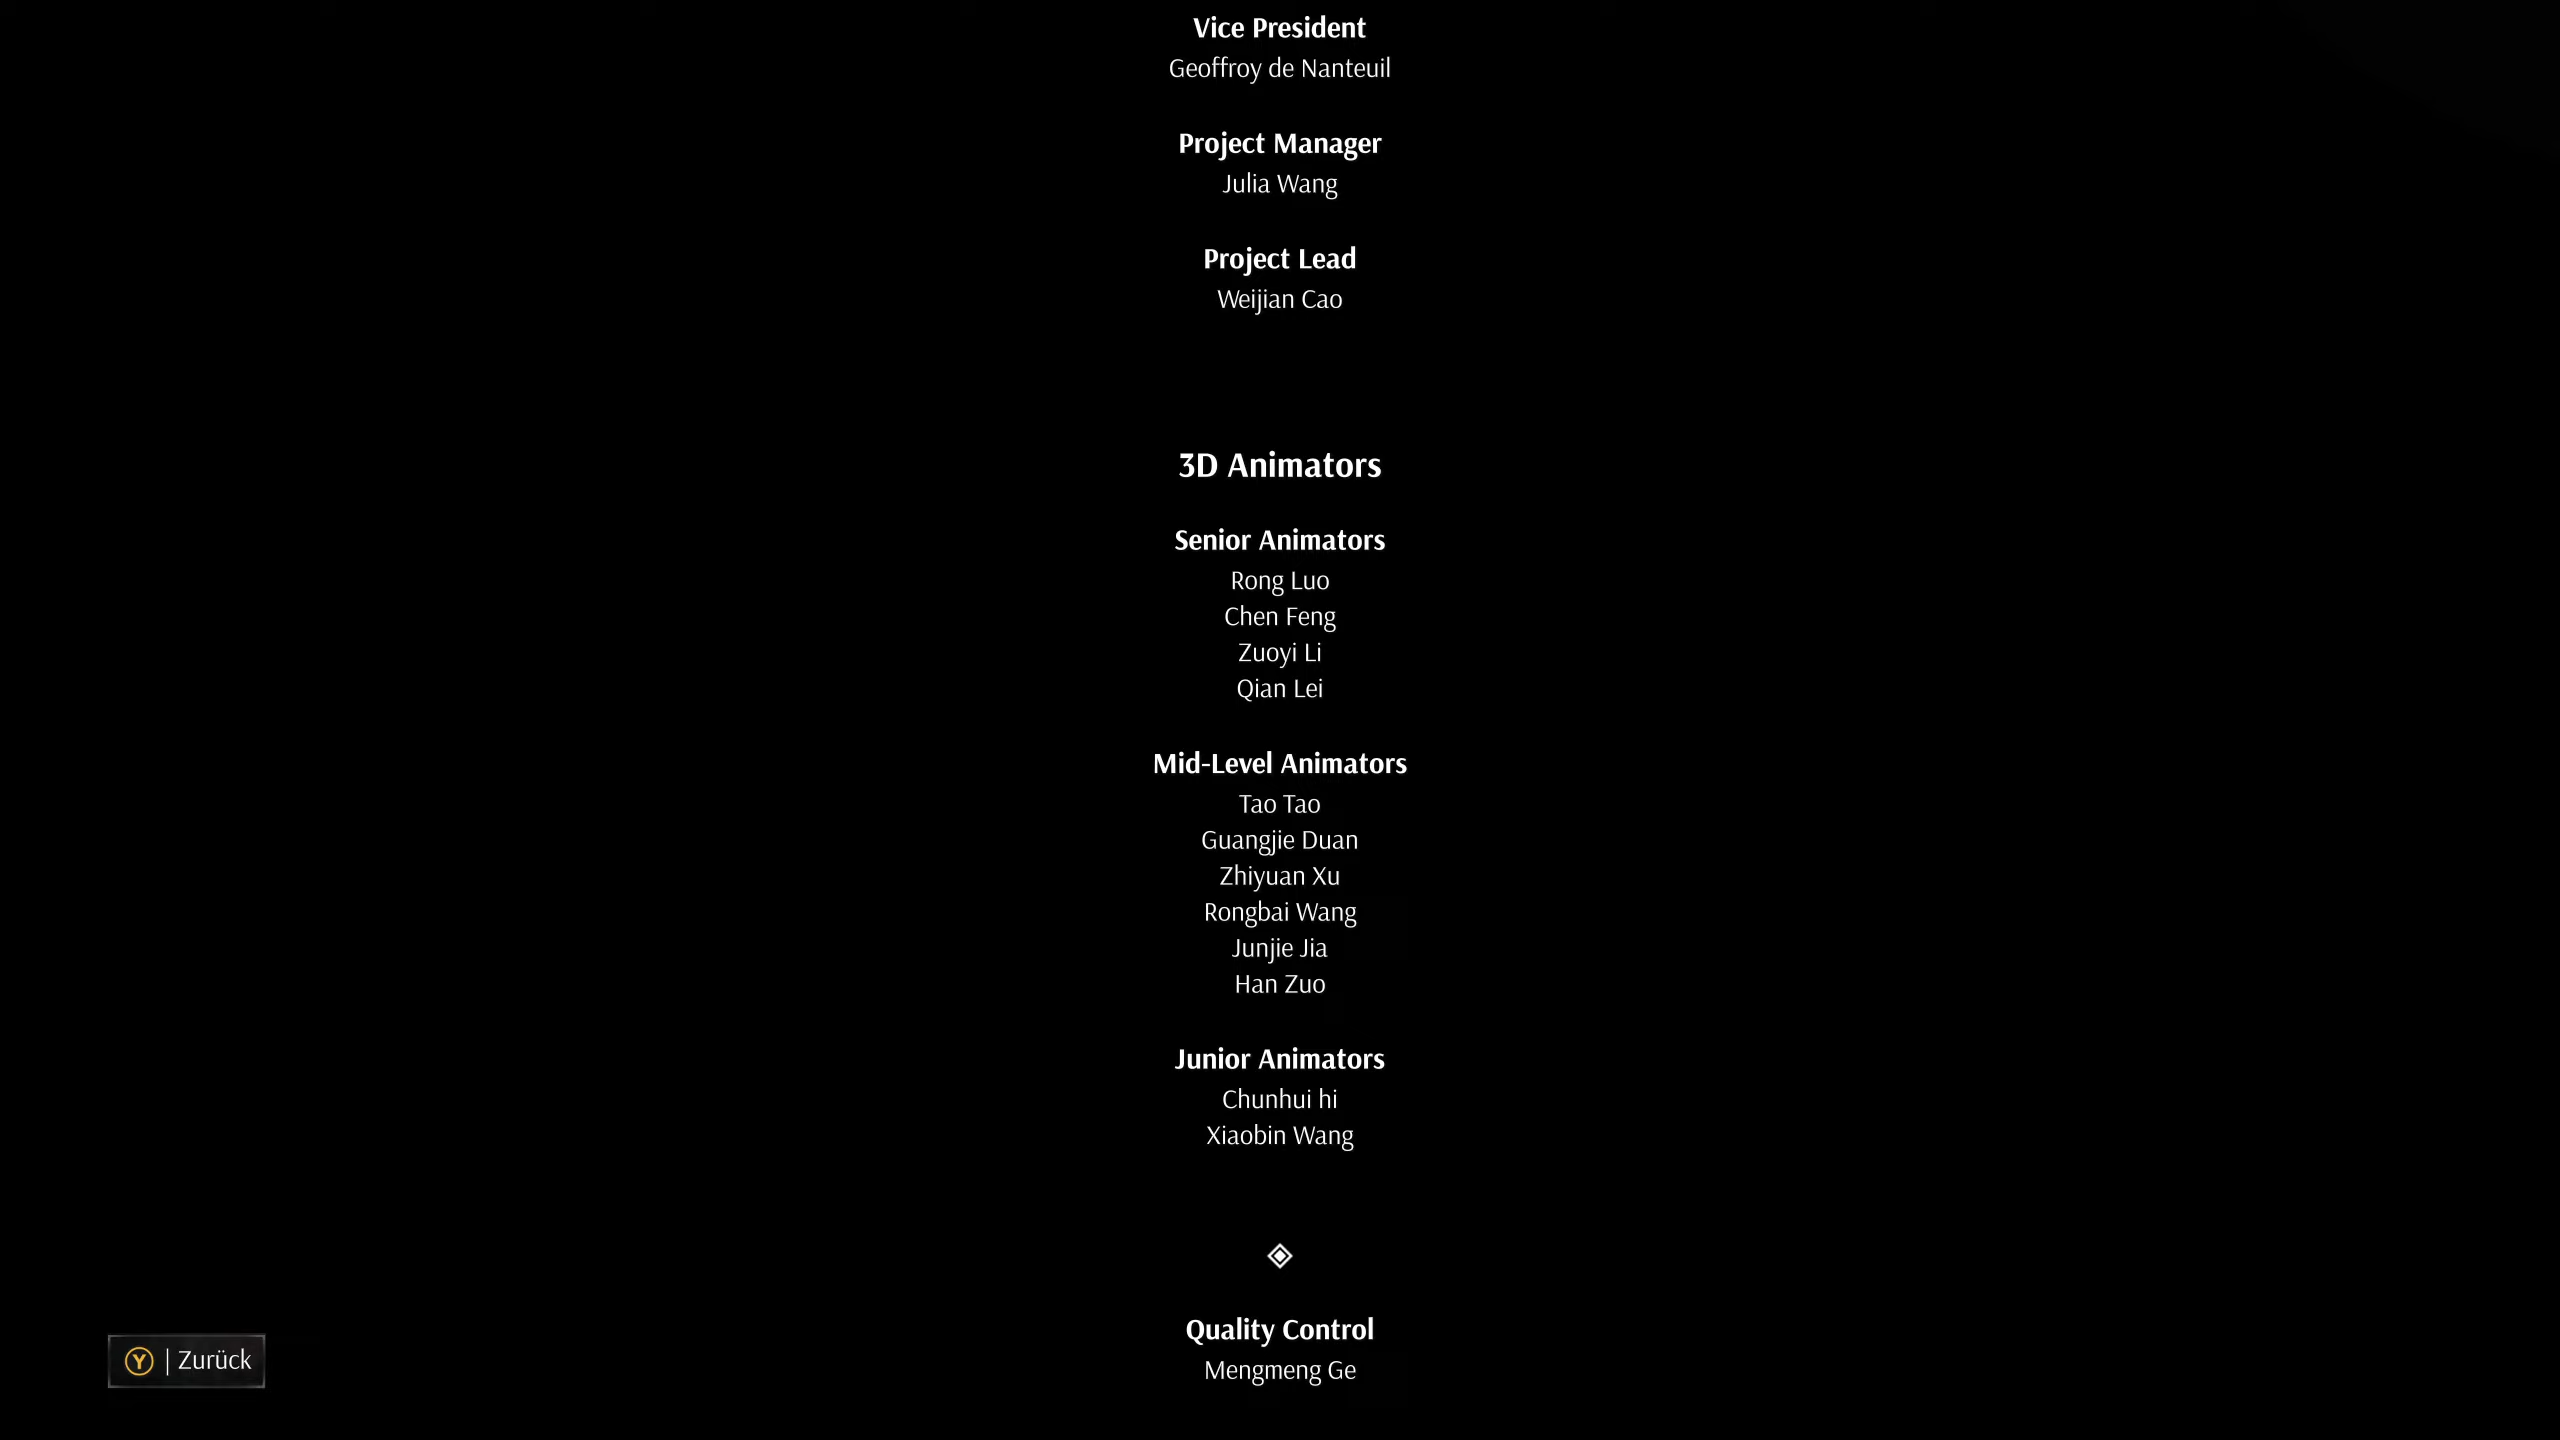 Vice President
Geoffroy de Nanteuil
Project Manager
Julia Wang
Project Lead
Weijian Cao
3D Animators
Senior Animators
Rong Luo
Chen Feng
Zuoyi Li
Qian Lei
Mid-Level Animators
Tao Tao
Guangjie Duan
Zhiyuan Xu
Rongbai Wang
Junjie Jia
Han Zuo
Junior Animators
Chunhui hi
Xiaobin Wang
Quality Control
Mengmeng Ge
Y | Zurück